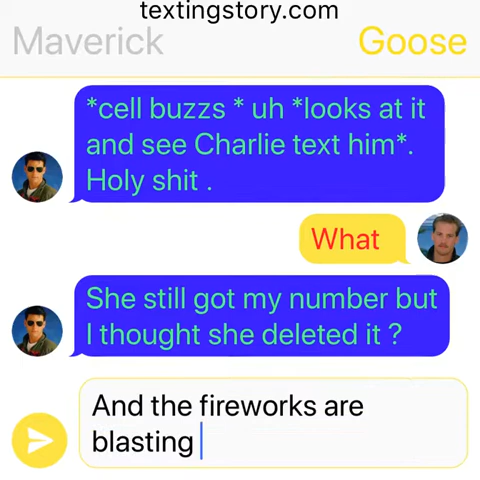 textingstory.com
Maverick
Goose
*cell buzzs * uh *looks at it
and see Charlie text him*.
Holy shit .
What
She still got my number but
I thought she deleted it ?
And the fireworks are
blasting